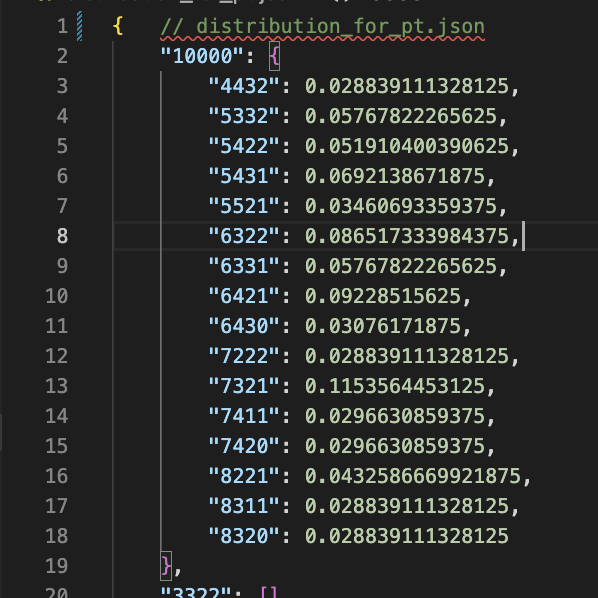 1 { // distribution_for_pt.json
2 "10000": {
3 "4432": 0.028839111328125,
4 "5332": 0.05767822265625,
5 "5422": 0.051910400390625,
6 "5431": 0.0692138671875,
7 "5521": 0.03460693359375,
8 "6322": 0.086517333984375,
9 "6331": 0.05767822265625,
10 "6421": 0.09228515625,
11 "6430": 0.03076171875,
12 "7222": 0.028839111328125,
13 "7321": 0.1153564453125,
14 "7411": 0.0296630859375,
15 "7420": 0.0296630859375,
16 "8221": 0.0432586669921875,
17 "8311": 0.028839111328125,
18 "8320": 0.028839111328125
19 },
20 "3322": []